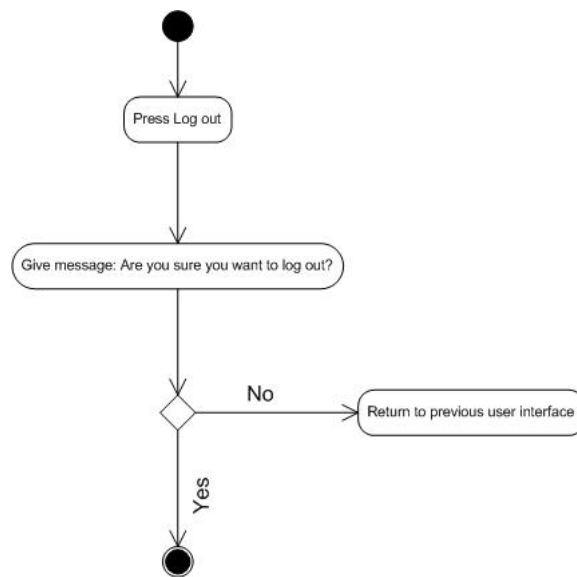 Press Log out
Give message: Are you sure you want to log out?
No
Return to previous user interface
Yes